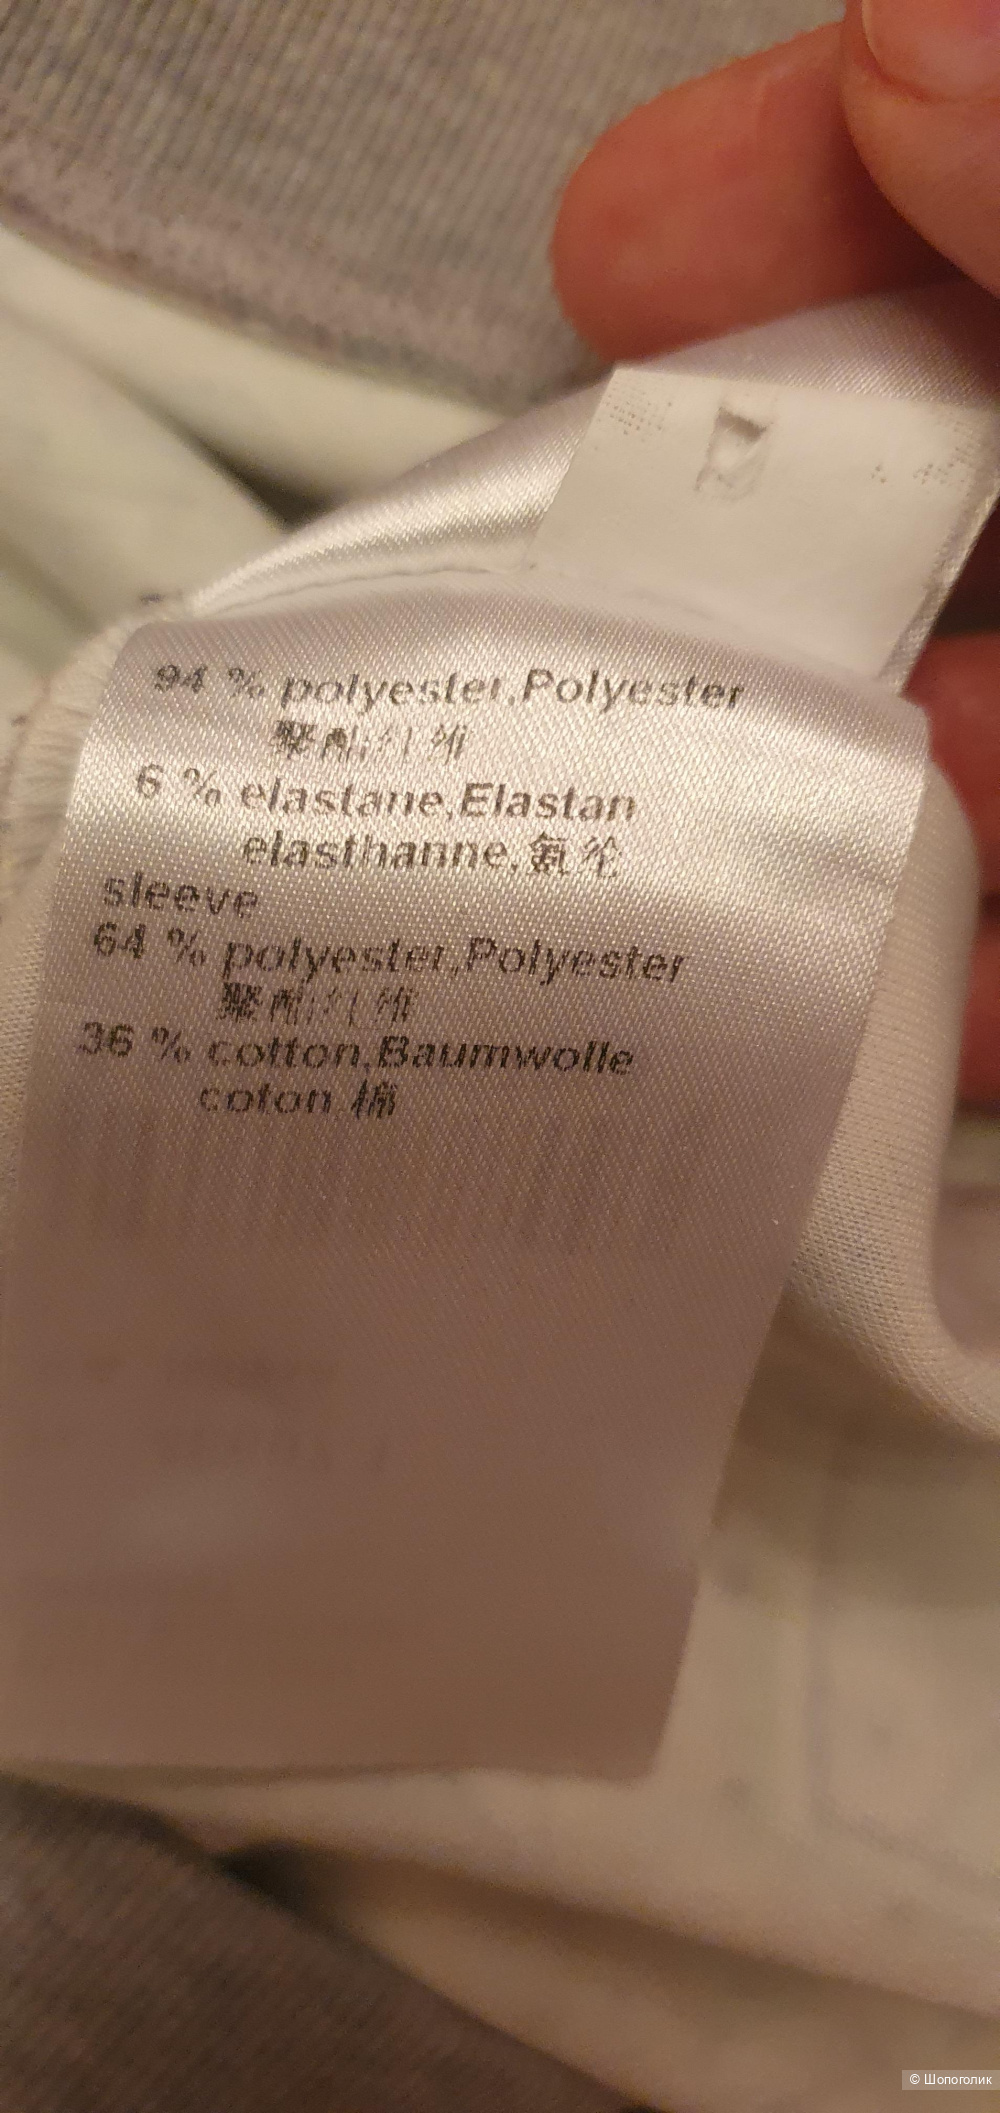 94 % polyester,Polyester
聚酯纤维
6 % elastane,Elastan
elasthanne,氨纶
sleeve
64 % polyester,Polyester
聚酯纤维
36 % cotton,Baumwolle
coton 棉
© Шопоголик